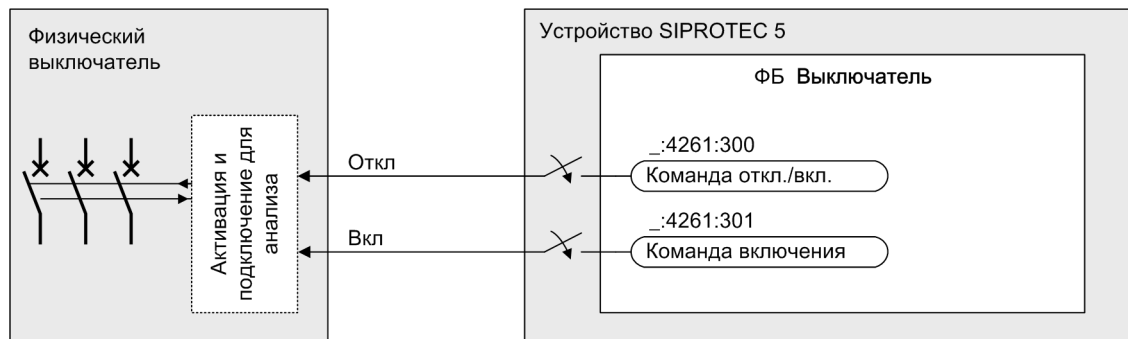 Физический
выключатель
Активация и
подключение для
анализа
Откл
Вкл
Устройство SIPROTEC 5
ФБ Выключатель
_:4261:300
Команда откл./вкл.
_:4261:301
Команда включения